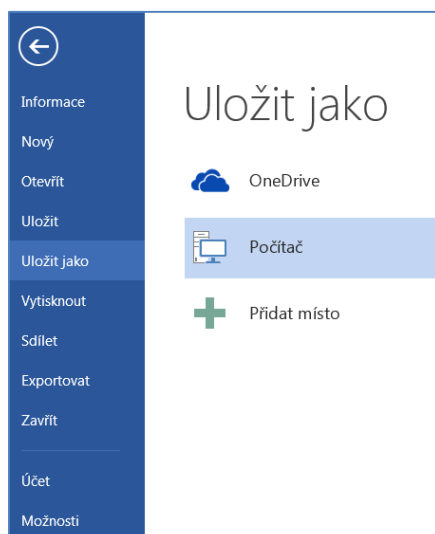 Informace
Nový
Otevřít
Uložit
Uložit jako
Vytisknout
Sdílet
Exportovat
Zavřít
Účet
Možnosti
Uložit jako
OneDrive
Počítač
Přidat místo